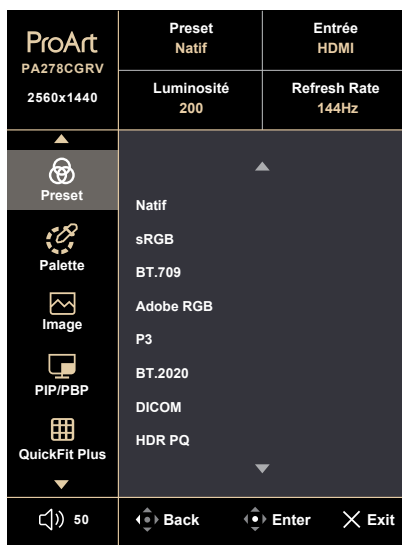 ProArt
PA278CGRV
2560x1440
Preset
Natif
Entrée
HDMI
Luminosité
200
Refresh Rate
144Hz
Preset
Palette
Image
PIP/PBP
QuickFit Plus
Natif
sRGB
BT.709
Adobe RGB
P3
BT.2020
DICOM
HDR PQ
50
Back
Enter
Exit